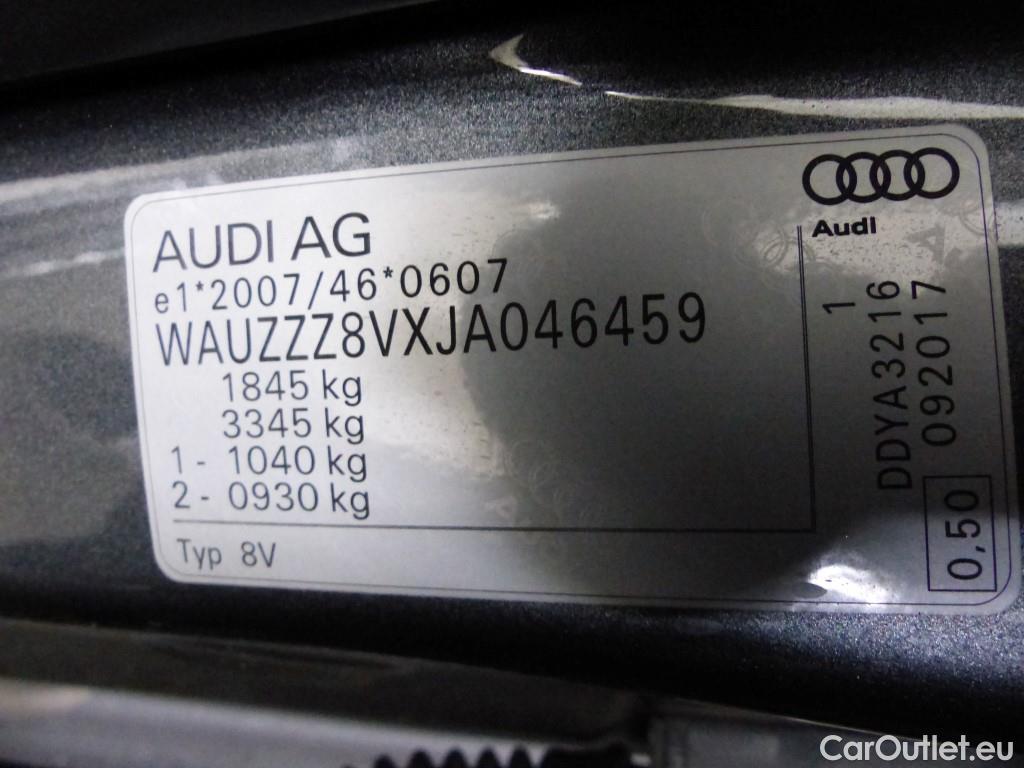 AUDI AG
e1*2007/46*0607
WAUZZZ8VXJA046459
1845 kg
3345 kg
1 - 1040 kg
2 - 0930 kg
Typ 8V
Audi
1
DDYA3216
092017 A
0,50
CarOutlet.eu